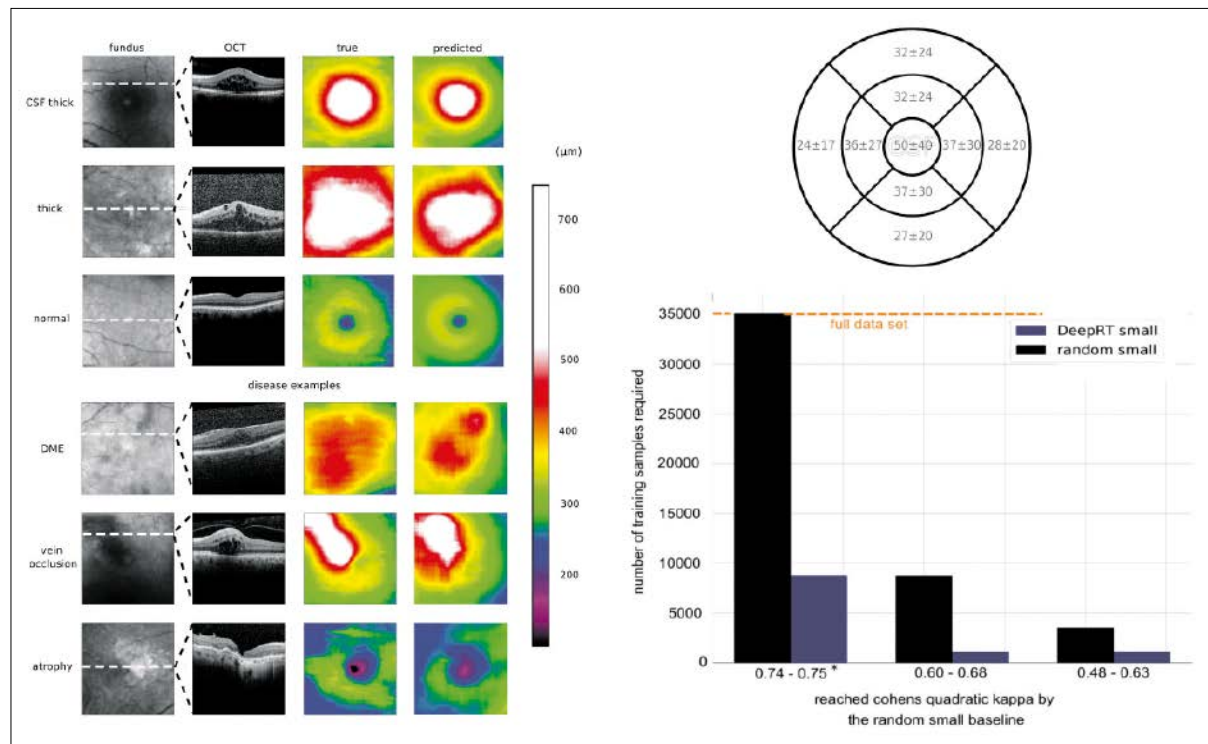 fundus OCT true predicted
CSF thick
thick
normal
disease examples
DME
vein
occlusion
atrophy
(µm)
700
600
500
400
300
200
32±24
32±24
24±17 36±27 50±40 37±30 28±20
37±30
27±20
35000
30000
25000
20000
15000
10000
5000
0
number of training samples required
full data set
DeepRT small
random small
0.74 - 0.75 * 0.60 - 0.68 0.48 - 0.63
reached cohens quadratic kappa by
the random small baseline